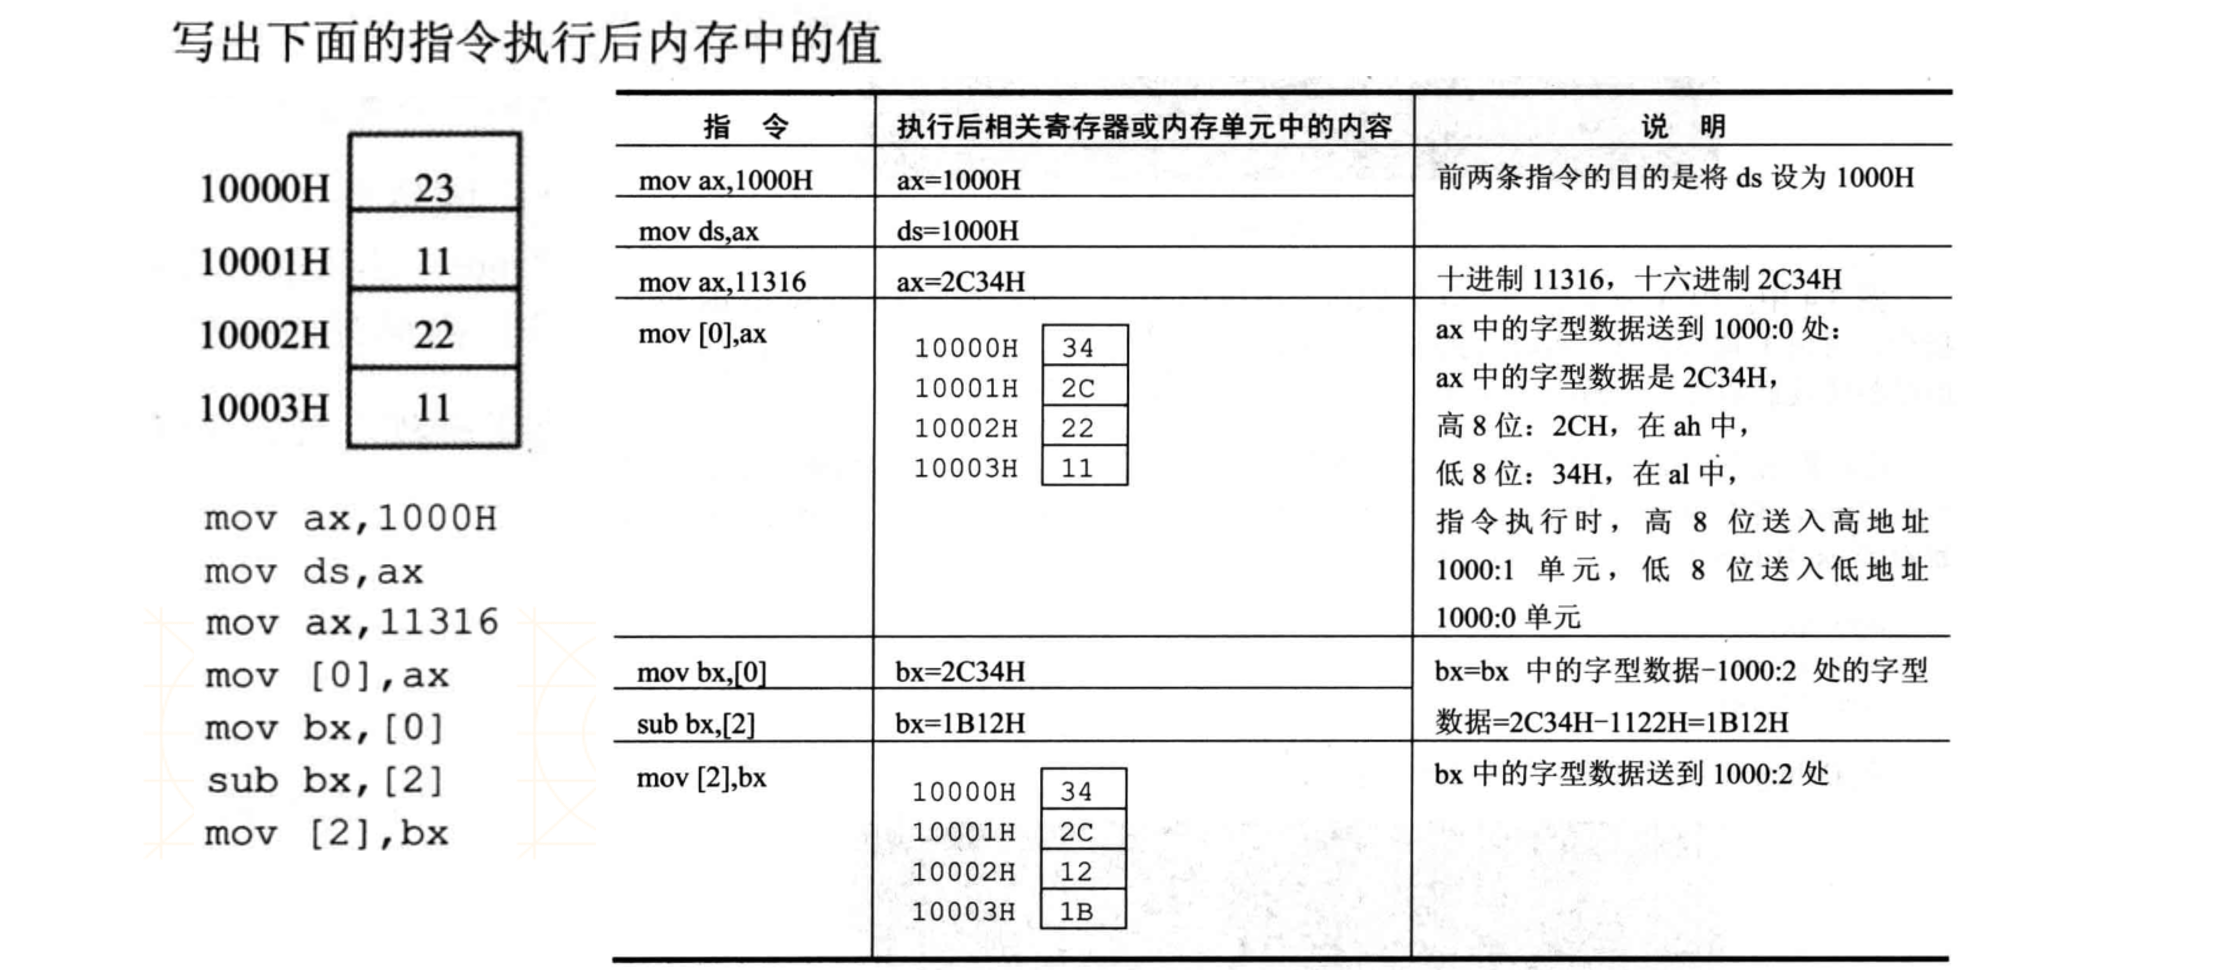 写出下面的指令执行后内存中的值
10000H 23
10001H 11
10002H 22
10003H 11
mov ax,1000H
mov ds,ax
mov ax,11316
mov [0],ax
mov bx,[0]
sub bx,[2]
mov [2],bx
指 令 执行后相关寄存器或内存单元中的内容 说 明
mov ax,1000H ax=1000H 前两条指令的目的是将 ds 设为 1000H
mov ds,ax ds=1000H
mov ax,11316 ax=2C34H 十进制 11316，十六进制 2C34H
mov [0],ax
10000H 34
10001H 2C
10002H 22
10003H 11
ax 中的字型数据送到 1000:0 处：
ax 中的字型数据是 2C34H，
高 8 位：2CH，在 ah 中，
低 8 位：34H，在 al 中，
指令执行时，高 8 位送入高地址
1000:1 单元，低 8 位送入低地址
1000:0 单元
mov bx,[0] bx=2C34H bx=bx 中的字型数据-1000:2 处的字型
sub bx,[2] bx=1B12H 数据=2C34H-1122H=1B12H
mov [2],bx
10000H 34
10001H 2C
10002H 12
10003H 1B
bx 中的字型数据送到 1000:2 处